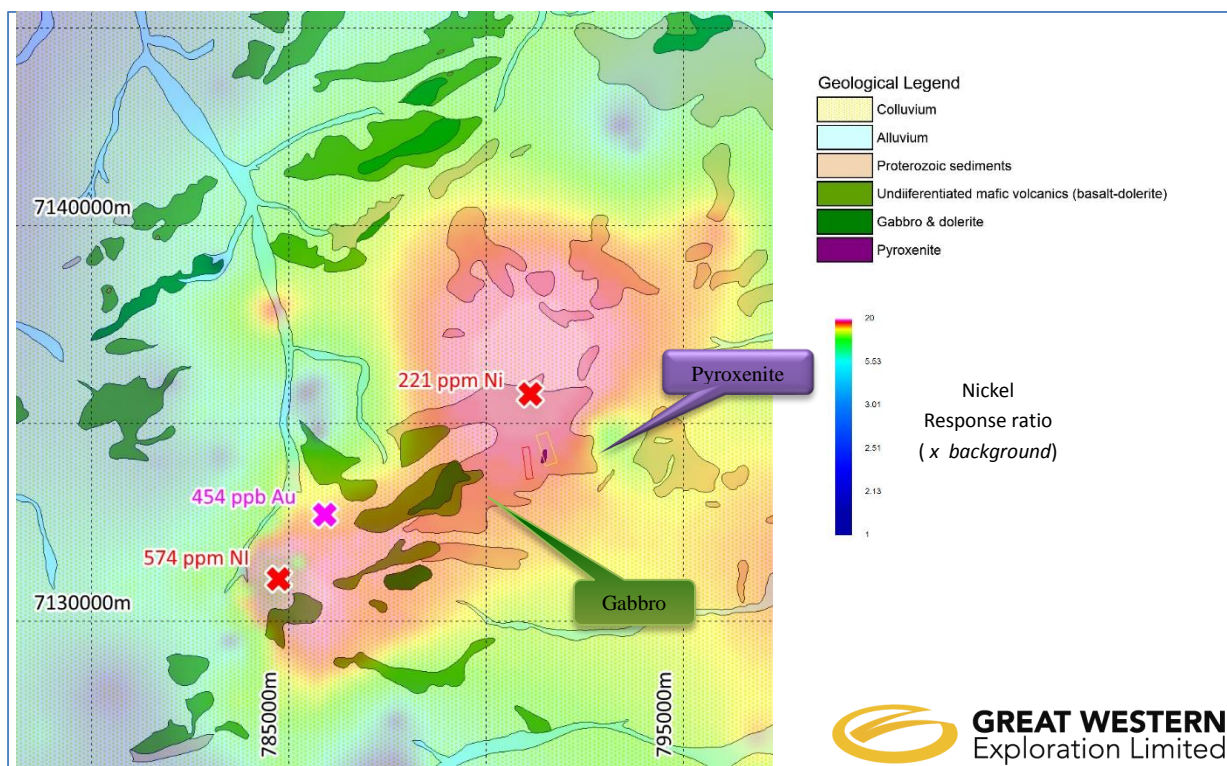 7140000m
221 ppm Ni
Pyroxenite
454 ppb Au
574 ppm NI
7130000m
Gabbro
785000m
795000m
Geological Legend
Colluvium
Alluvium
Proterozoic sediments
Undiiferentiated mafic volcanics (basalt-dolerite)
Gabbro & dolerite
Pyroxenite
20
5.53
3.01
2.51
2.13
1
Nickel
Response ratio
( x background)
GREAT WESTERN
Exploration Limited